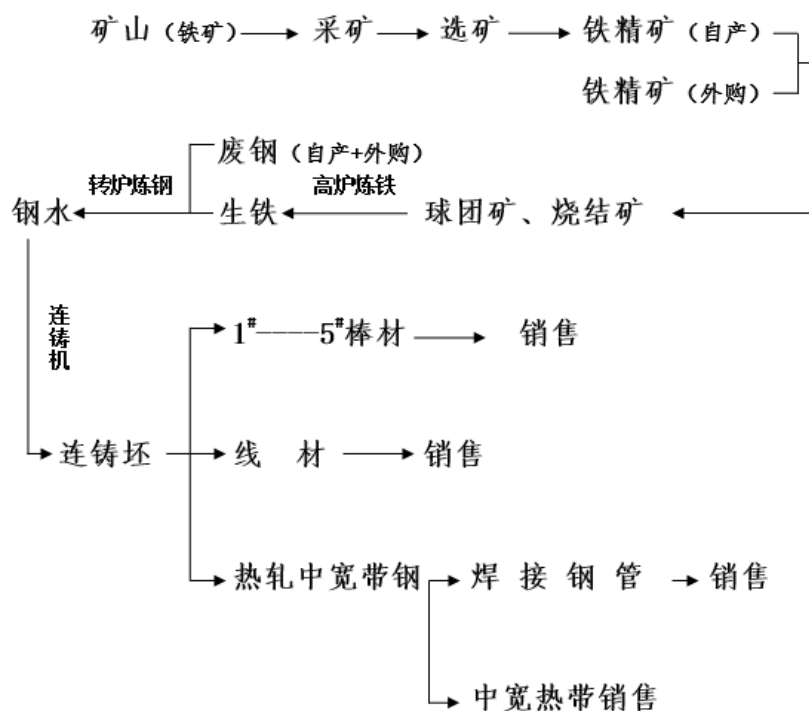 矿山（铁矿） 采矿 选矿 铁精矿（自产）
铁精矿（外购）
废钢（自产+外购）
转炉炼钢 高炉炼铁
钢水 生铁 球团矿、烧结矿
连铸机
1#----5#棒材 销售
连铸坯 线 材 销售
热轧中宽带钢 焊 接 钢 管 销售
中宽热带销售